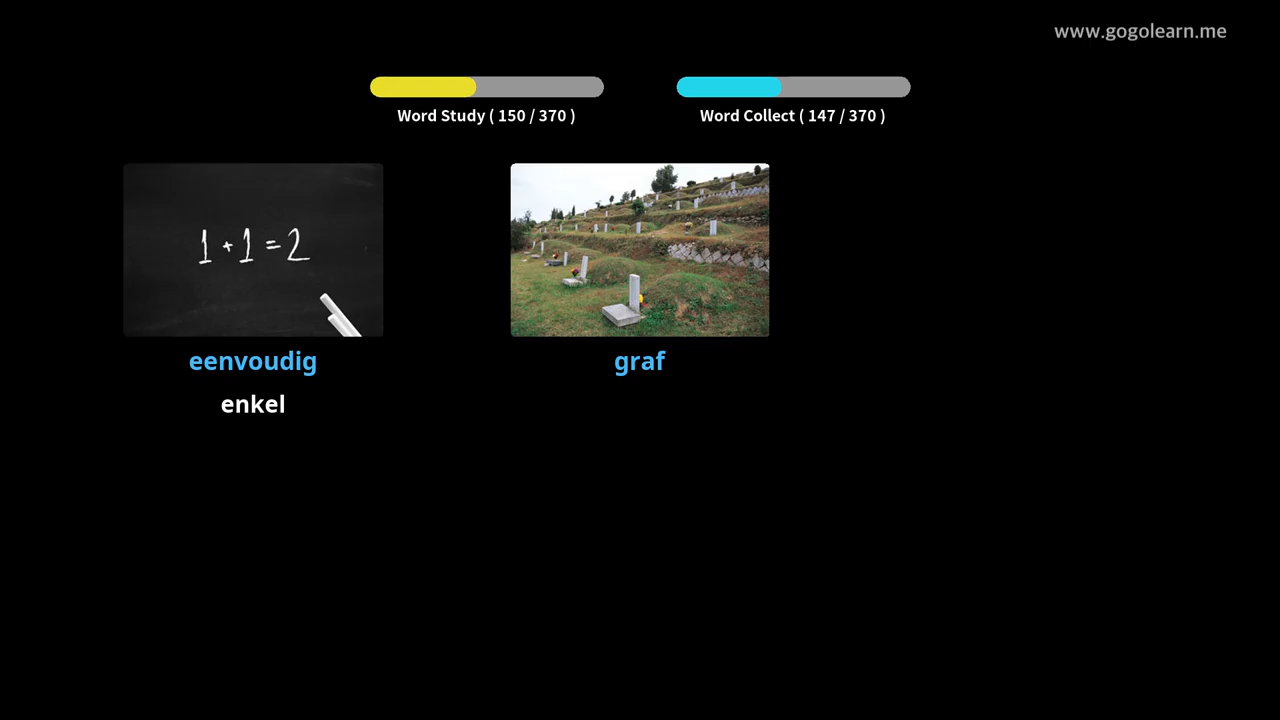 www.gogolearn.me
Word Study ( 150 / 370 )
Word Collect ( 147 / 370 )
1 + 1 = 2
eenvoudig
graf
enkel